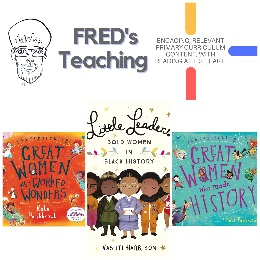 FRED's
Teaching
ENGAGING, RELEVANT
PRIMARY CURRICULUM
CONTENT, WITH
READING AT ITS HEART
Little Leaders
BOLD WOMEN
IN
BLACK HISTORY
VASHTI HARRISON
GREAT
WOMEN
WORKED
WONDERS
Kate Pankhurst
GREAT
WOMEN
who made
HISTORY